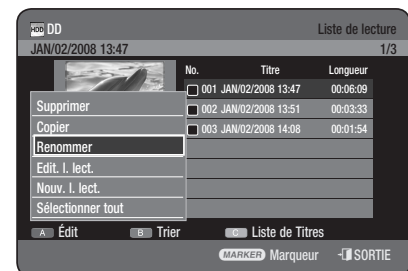 HDD DD Liste de lecture
JAN/02/2008 13:47 1/3
No. Titre Longueur
001 JAN/02/2008 13:47 00:06:09
002 JAN/02/2008 13:51 00:03:33
003 JAN/02/2008 14:08 00:01:54
Supprimer
Copier
Renommer
Edit. l. lect.
Nouv. l. lect.
Sélectionner tout
A Édit B Trier C Liste de Titres
MARKER Marqueur SORTIE